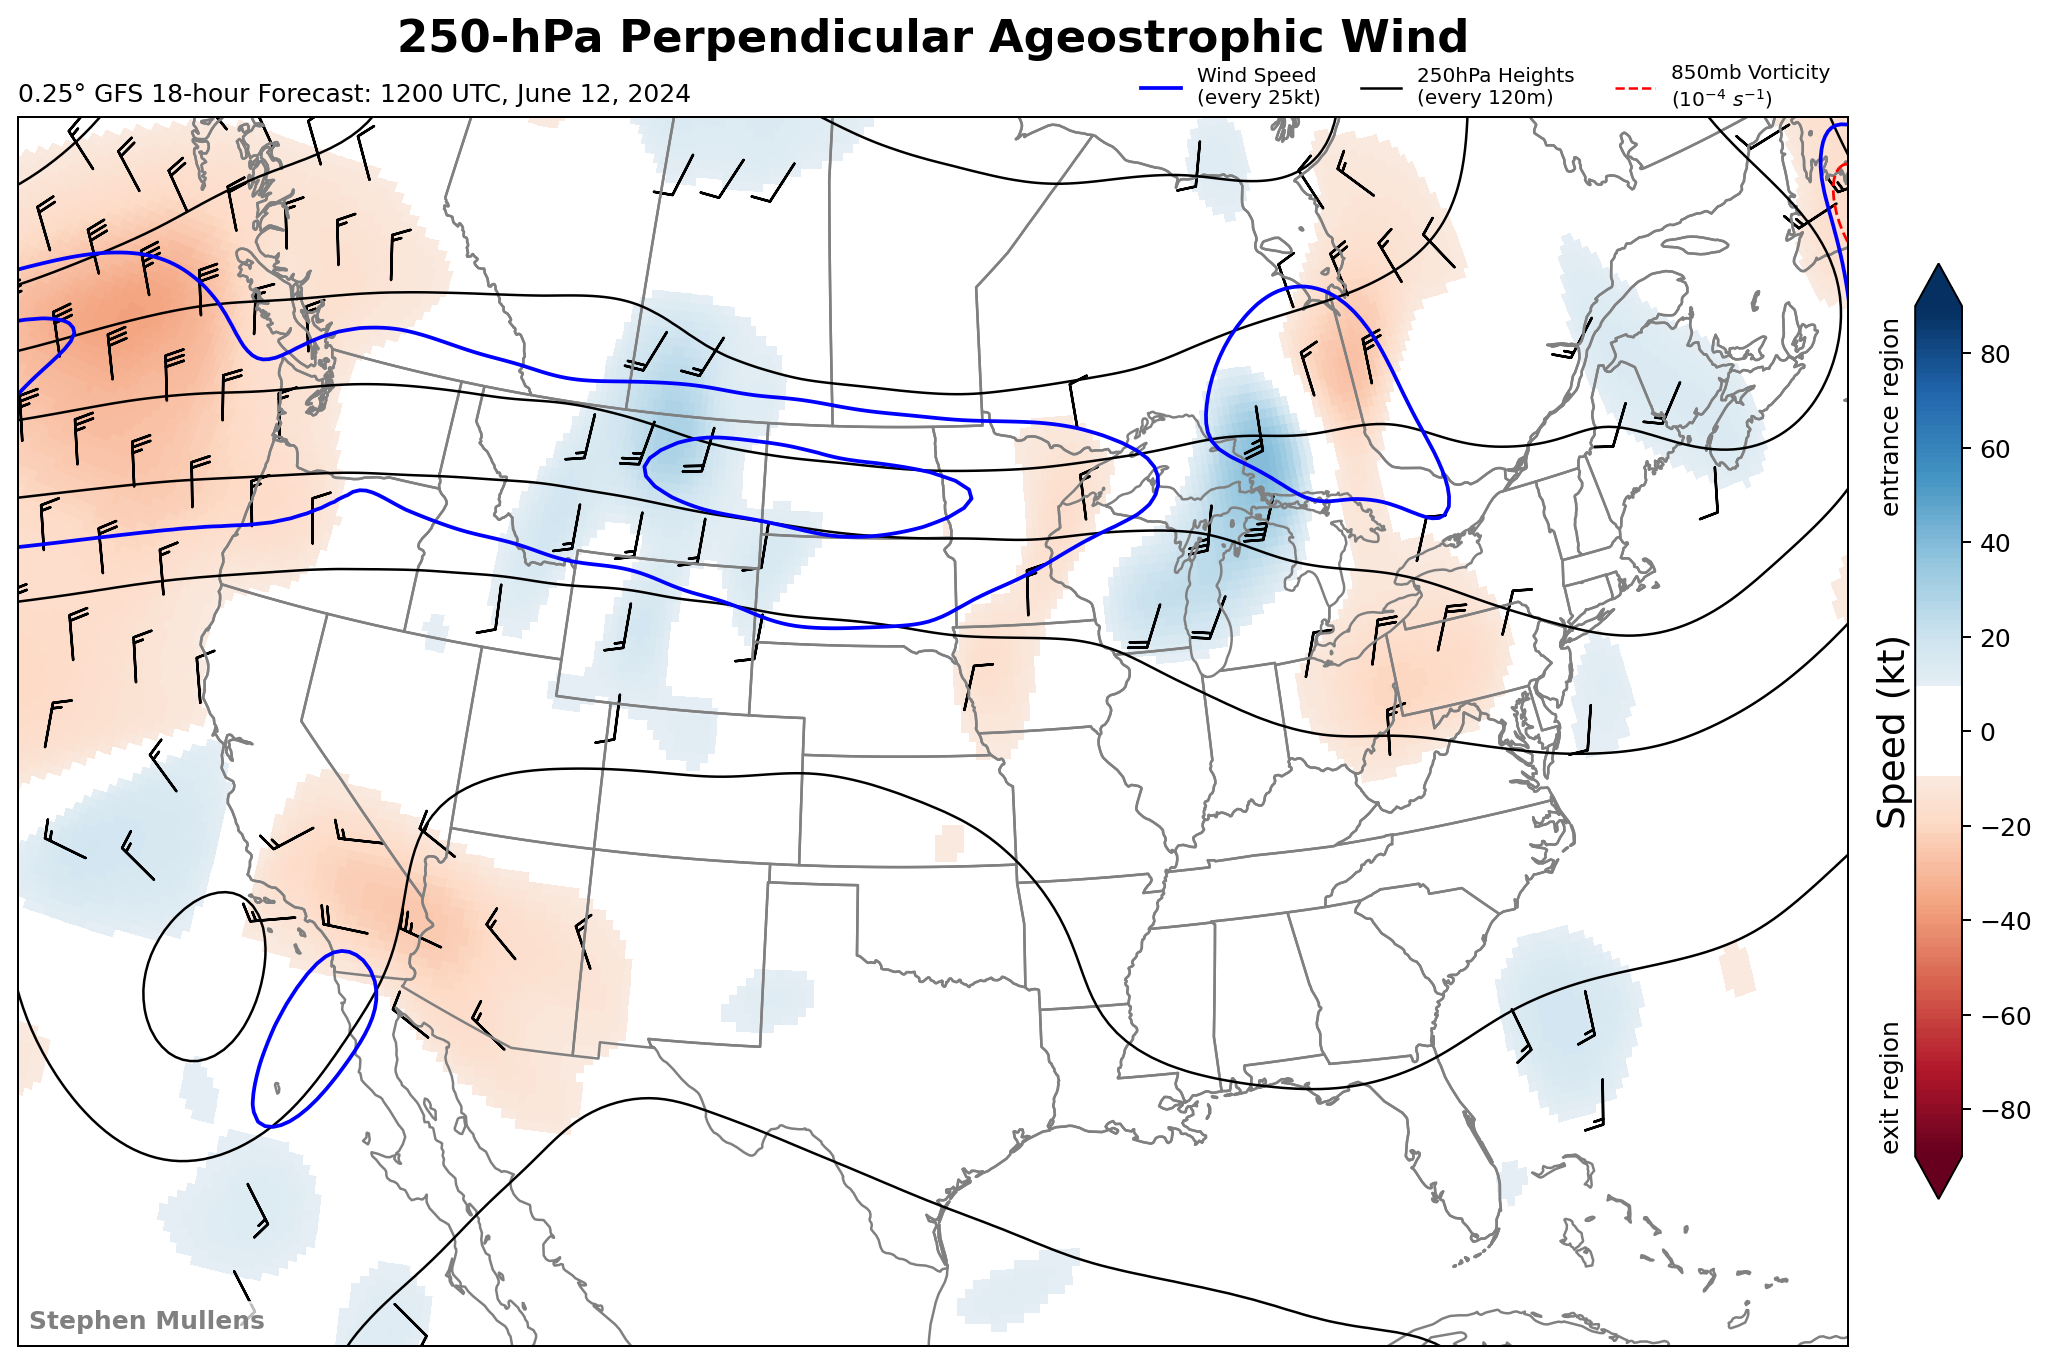 250-hPa Perpendicular Ageostrophic Wind
0.25° GFS 18-hour Forecast: 1200 UTC, June 12, 2024
Wind Speed
(every 25kt)
250hPa Heights
(every 120m)
850mb Vorticity
(10⁻⁴ s⁻¹)
entrance region
Speed (kt)
exit region
80
60
40
20
0
−20
−40
−60
−80
Stephen Mullens